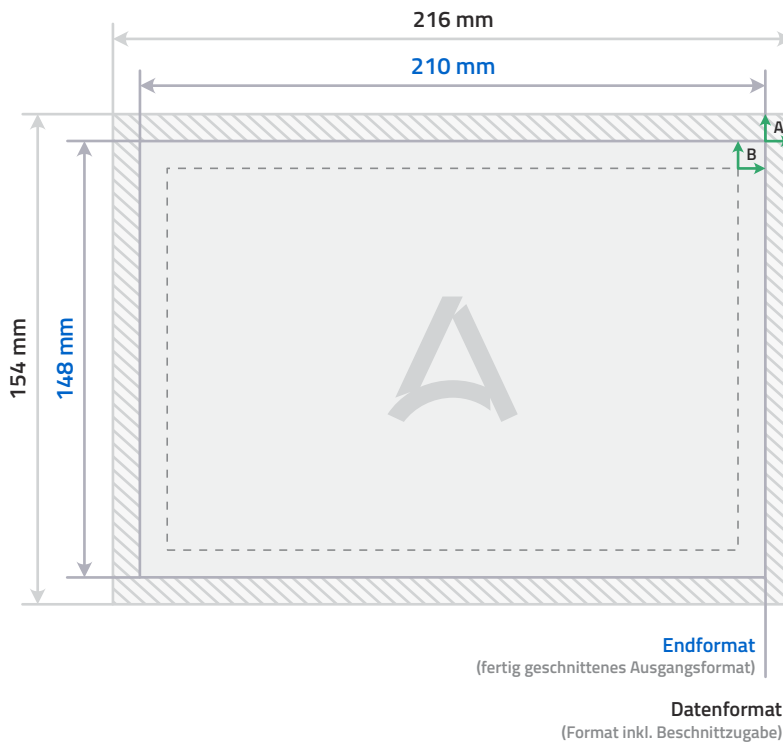 216 mm
210 mm
A
B
154 mm
148 mm
Endformat
(fertig geschnittenes Ausgangsformat)
Datenformat
(Format inkl. Beschnittzugabe)